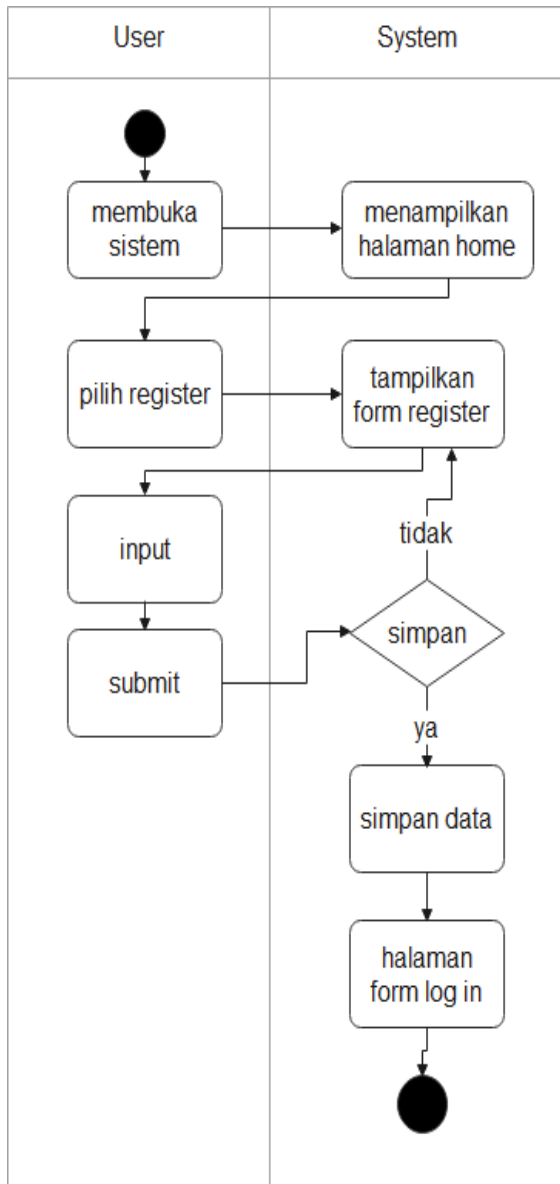 User
System
membuka
sistem
menampilkan
halaman home
pilih register
tampilkan
form register
input
tidak
submit
simpan
ya
simpan data
halaman
form log in